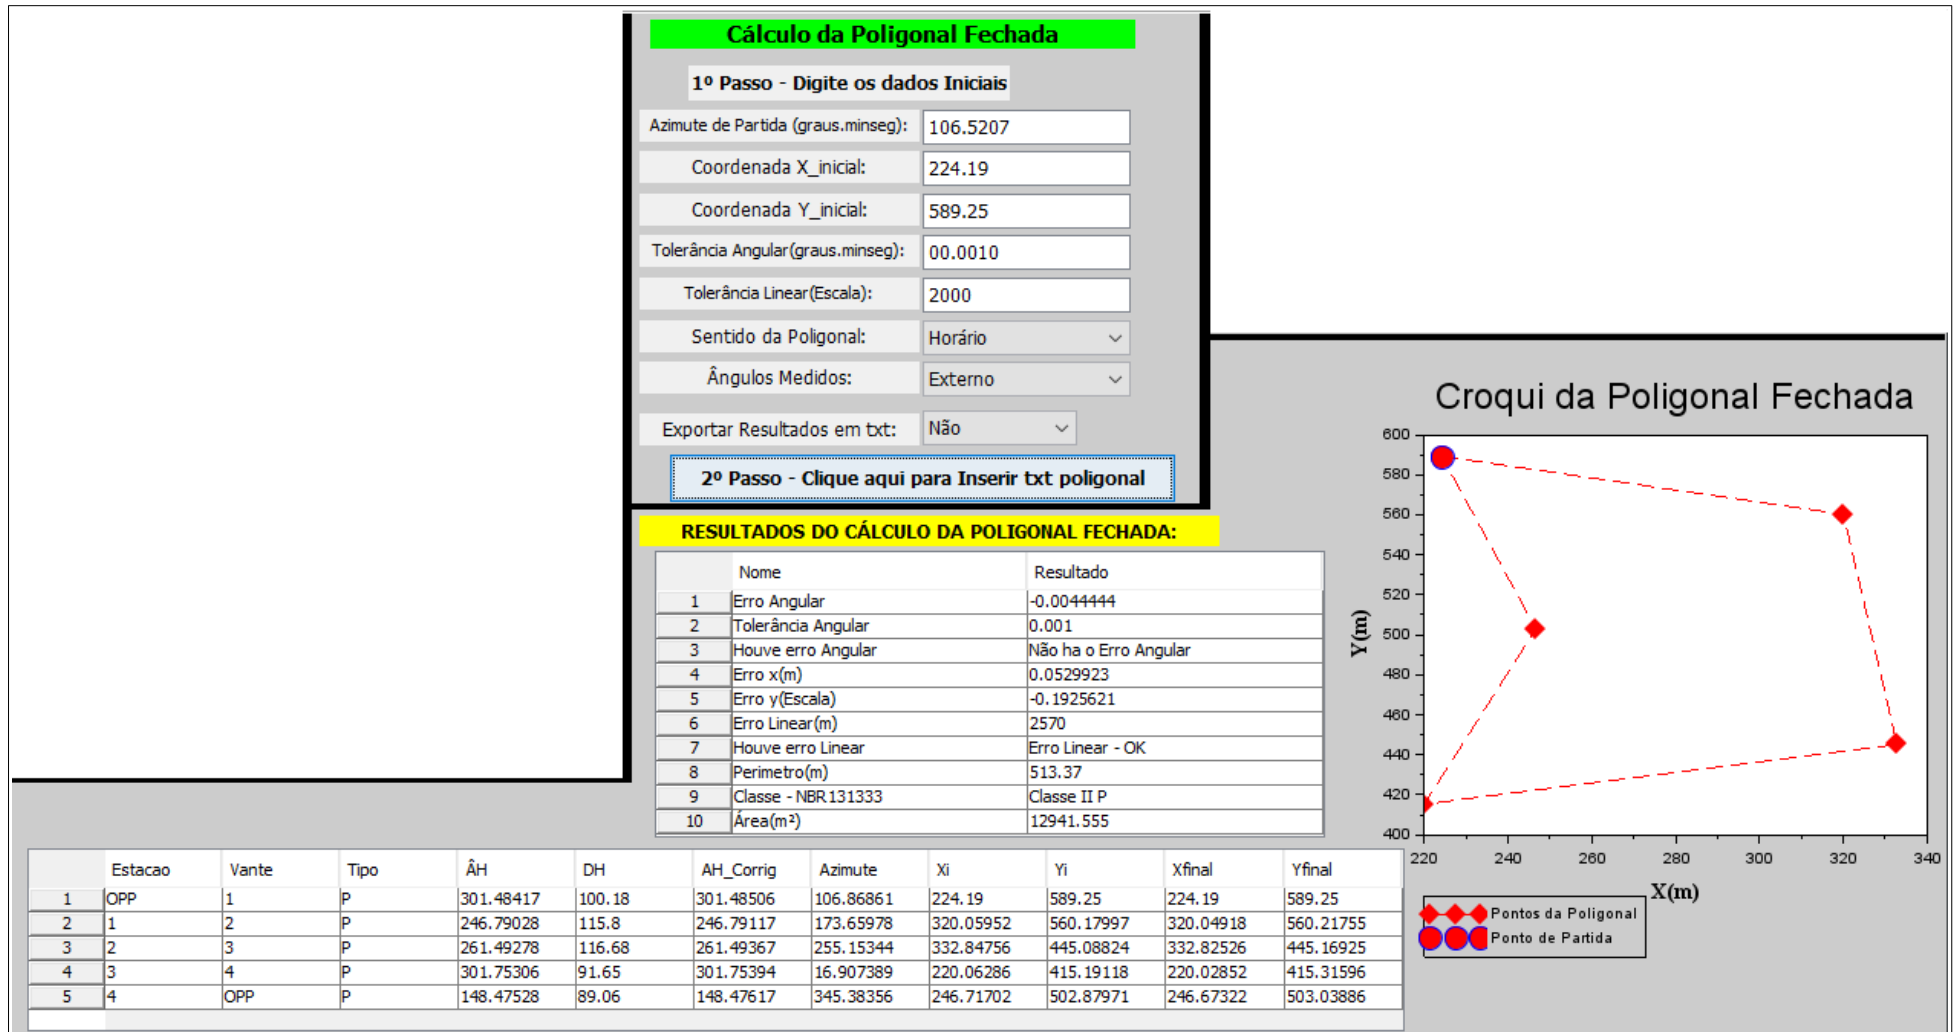 Cálculo da Poligonal Fechada
1º Passo - Digite os dados Iniciais
Azimute de Partida (graus.minseg): 106.5207
Coordenada X_inicial: 224.19
Coordenada Y_inicial: 589.25
Tolerância Angular(graus.minseg): 00.0010
Tolerância Linear(Escala): 2000
Sentido da Poligonal: Horário
Ângulos Medidos: Externo
Exportar Resultados em txt: Não
2º Passo - Clique aqui para Inserir txt poligonal
RESULTADOS DO CÁLCULO DA POLIGONAL FECHADA:
Nome Resultado
1 Erro Angular -0.0044444
2 Tolerância Angular 0.001
3 Houve erro Angular Não ha o Erro Angular
4 Erro x(m) 0.0529923
5 Erro y(Escala) -0.1925621
6 Erro Linear(m) 2570
7 Houve erro Linear Erro Linear - OK
8 Perimetro(m) 513.37
9 Classe - NBR131333 Classe II P
10 Área(m²) 12941.555
Croqui da Poligonal Fechada
600
580
560
540
520
500
480
460
440
420
400
Y(m)
220 240 260 280 300 320 340
X(m)
Pontos da Poligonal
Ponto de Partida
Estacao Vante Tipo ÂH DH AH_Corrig Azimute Xi Yi Xfinal Yfinal
1 OPP 1 P 301.48417 100.18 301.48506 106.86861 224.19 589.25 224.19 589.25
2 1 2 P 246.79028 115.8 246.79117 173.65978 320.05952 560.17997 320.04918 560.21755
3 2 3 P 261.49278 116.68 261.49367 255.15344 332.84756 445.08824 332.82526 445.16925
4 3 4 P 301.75306 91.65 301.75394 16.907389 220.06286 415.19118 220.02852 415.31596
5 4 OPP P 148.47528 89.06 148.47617 345.38356 246.71702 502.87971 246.67322 503.03886